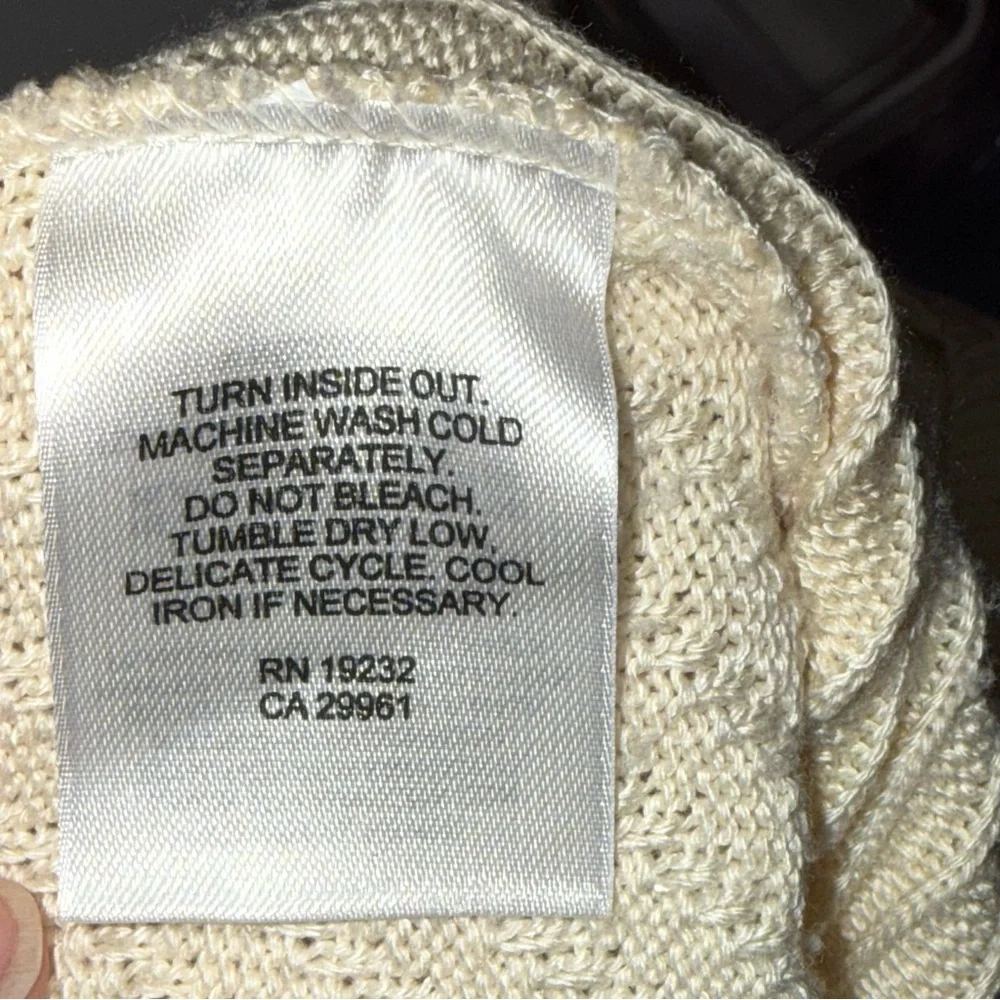 TURN INSIDE OUT.
MACHINE WASH COLD
SEPARATELY.
DO NOT BLEACH.
TUMBLE DRY LOW,
DELICATE CYCLE. COOL
IRON IF NECESSARY.
RN 19232
CA 29961